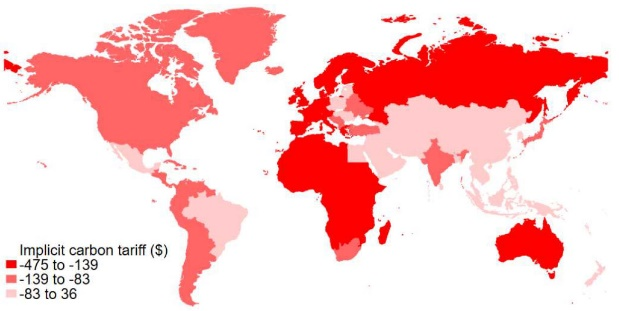 Implicit carbon tariff ($)
-475 to -139
-139 to -83
-83 to 36